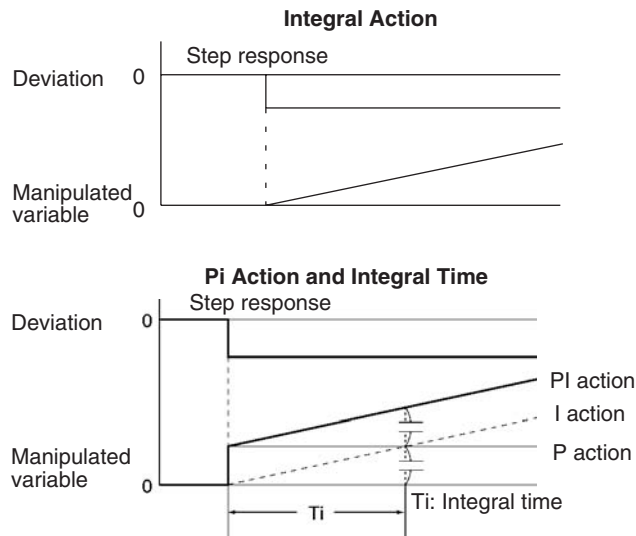 Integral Action
Step response
Deviation 0
Manipulated
variable 0
Pi Action and Integral Time
Step response
Deviation 0
PI action
I action
P action
Manipulated
variable 0
Ti: Integral time
Ti